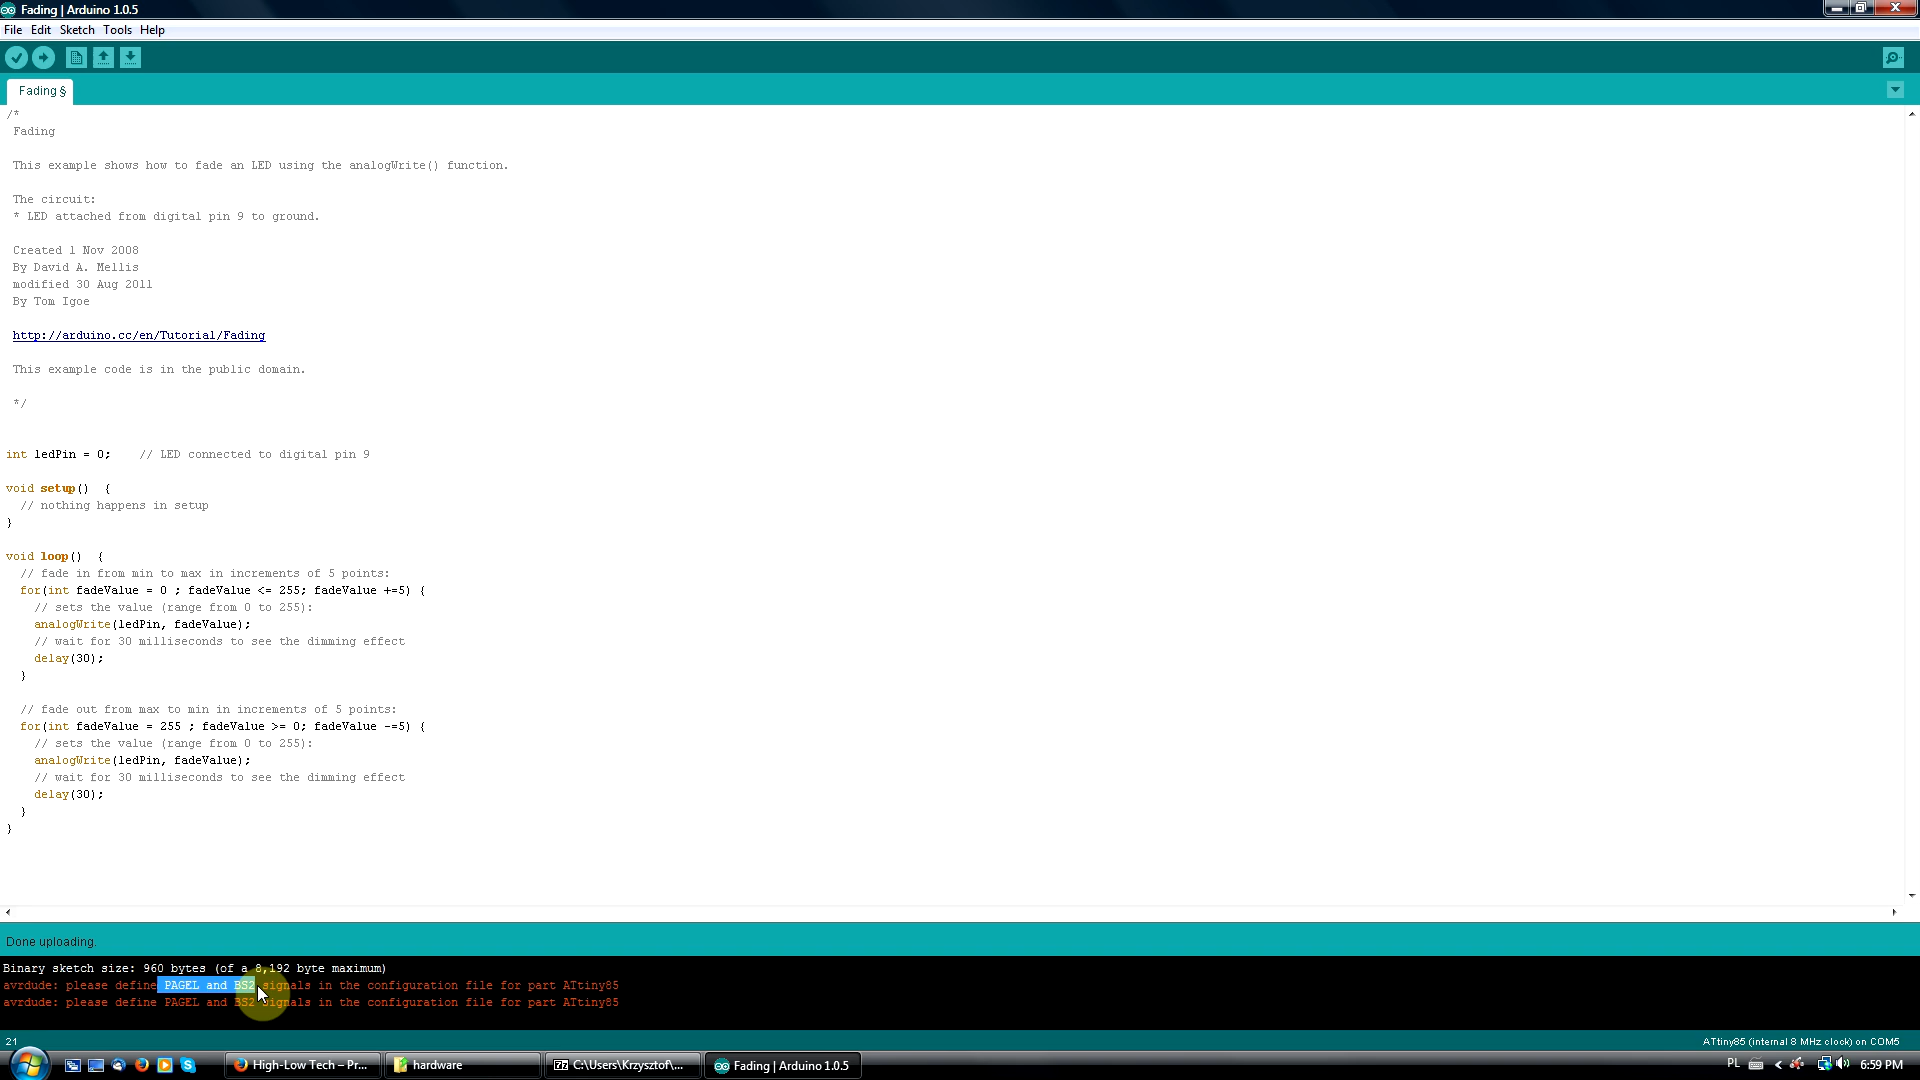 Fading | Arduino 1.0.5
File Edit Sketch Tools Help
Fading §
/*
Fading
This example shows how to fade an LED using the analogWrite() function.
The circuit:
* LED attached from digital pin 9 to ground.
Created 1 Nov 2008
By David A. Mellis
modified 30 Aug 2011
By Tom Igoe
http://arduino.cc/en/Tutorial/Fading
This example code is in the public domain.
*/
int ledPin = 0;    // LED connected to digital pin 9
void setup()  {
// nothing happens in setup
}
void loop()  {
// fade in from min to max in increments of 5 points:
for(int fadeValue = 0 ; fadeValue <= 255; fadeValue +=5) {
// sets the value (range from 0 to 255):
analogWrite(ledPin, fadeValue);
// wait for 30 milliseconds to see the dimming effect
delay(30);
}
// fade out from max to min in increments of 5 points:
for(int fadeValue = 255 ; fadeValue >= 0; fadeValue -=5) {
// sets the value (range from 0 to 255):
analogWrite(ledPin, fadeValue);
// wait for 30 milliseconds to see the dimming effect
delay(30);
}
}
Done uploading.
Binary sketch size: 960 bytes (of a 8,192 byte maximum)
avrdude: please define PAGEL and BS2 signals in the configuration file for part ATtiny85
avrdude: please define PAGEL and BS2 signals in the configuration file for part ATtiny85
21
ATtiny85 (internal 8 MHz clock) on COM5
High-Low Tech – Pr...
hardware
C:\Users\Krzysztof\...
Fading | Arduino 1.0.5
PL
6:59 PM